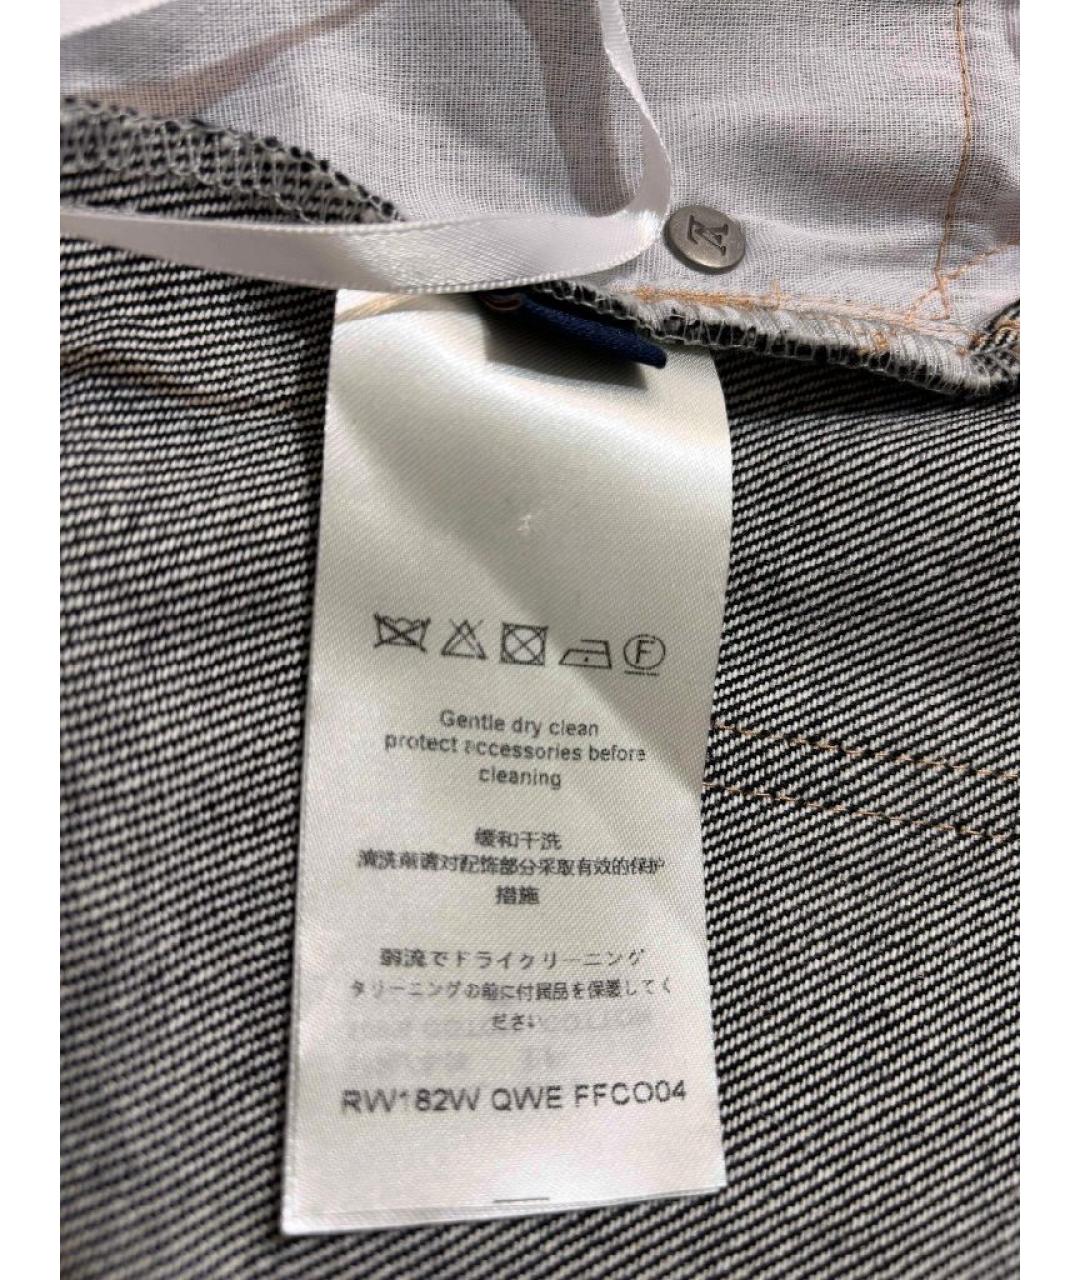 F
Gentle dry clean
protect accessories before
cleaning
缓和干洗
清洗前请对配饰部分采取有效的保护
措施
弱流でドライクリーニング
クリーニングの前に付属品を保護してく
ださい
RW182W QWE FFCO04